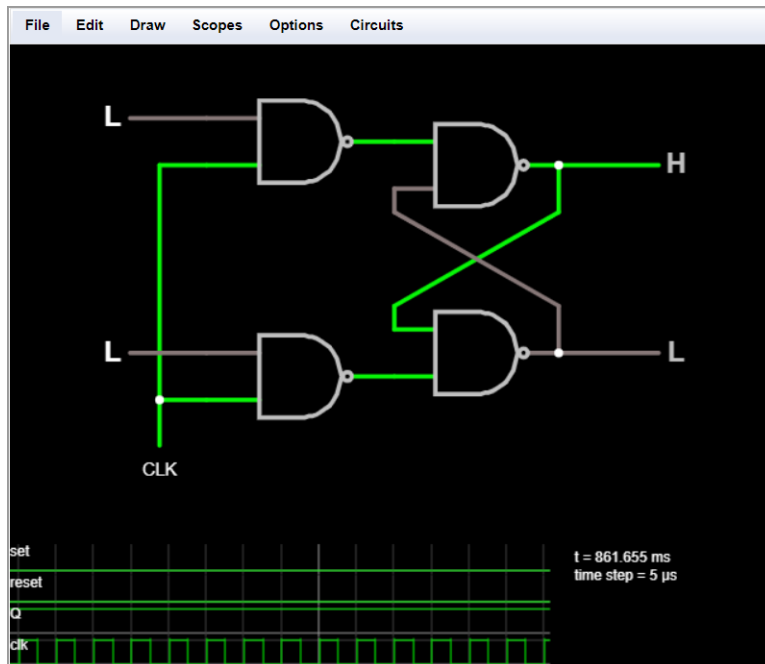 File Edit Draw Scopes Options Circuits
L
H
L
L
CLK
set
reset
Q
clk
t = 861.655 ms
time step = 5 µs